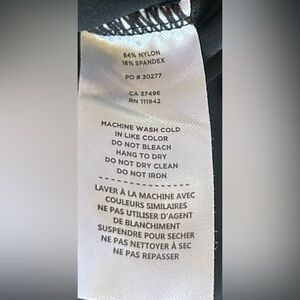 84% NYLON
16% SPANDEX
PO # 30277
CA 37496
RN 111842
MACHINE WASH COLD
IN LIKE COLOR
DO NOT BLEACH
HANG TO DRY
DO NOT DRY CLEAN
DO NOT IRON
LAVER À LA MACHINE AVEC
COULEURS SIMILAIRES
NE PAS UTILISER D'AGENT
DE BLANCHIMENT
SUSPENDRE POUR SECHER
NE PAS NETTOYER À SEC
NE PAS REPASSER